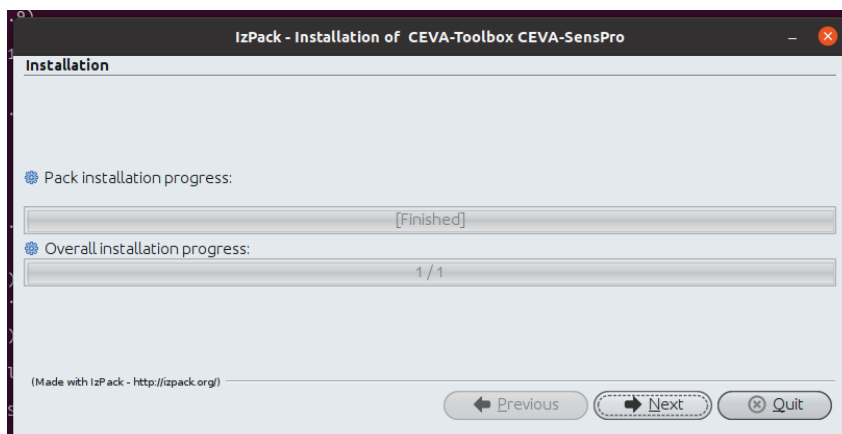 IzPack - Installation of CEVA-Toolbox CEVA-SensPro
Installation
Pack installation progress:
[Finished]
Overall installation progress:
1 / 1
(Made with IzPack - http://izpack.org/)
Previous
Next
Quit